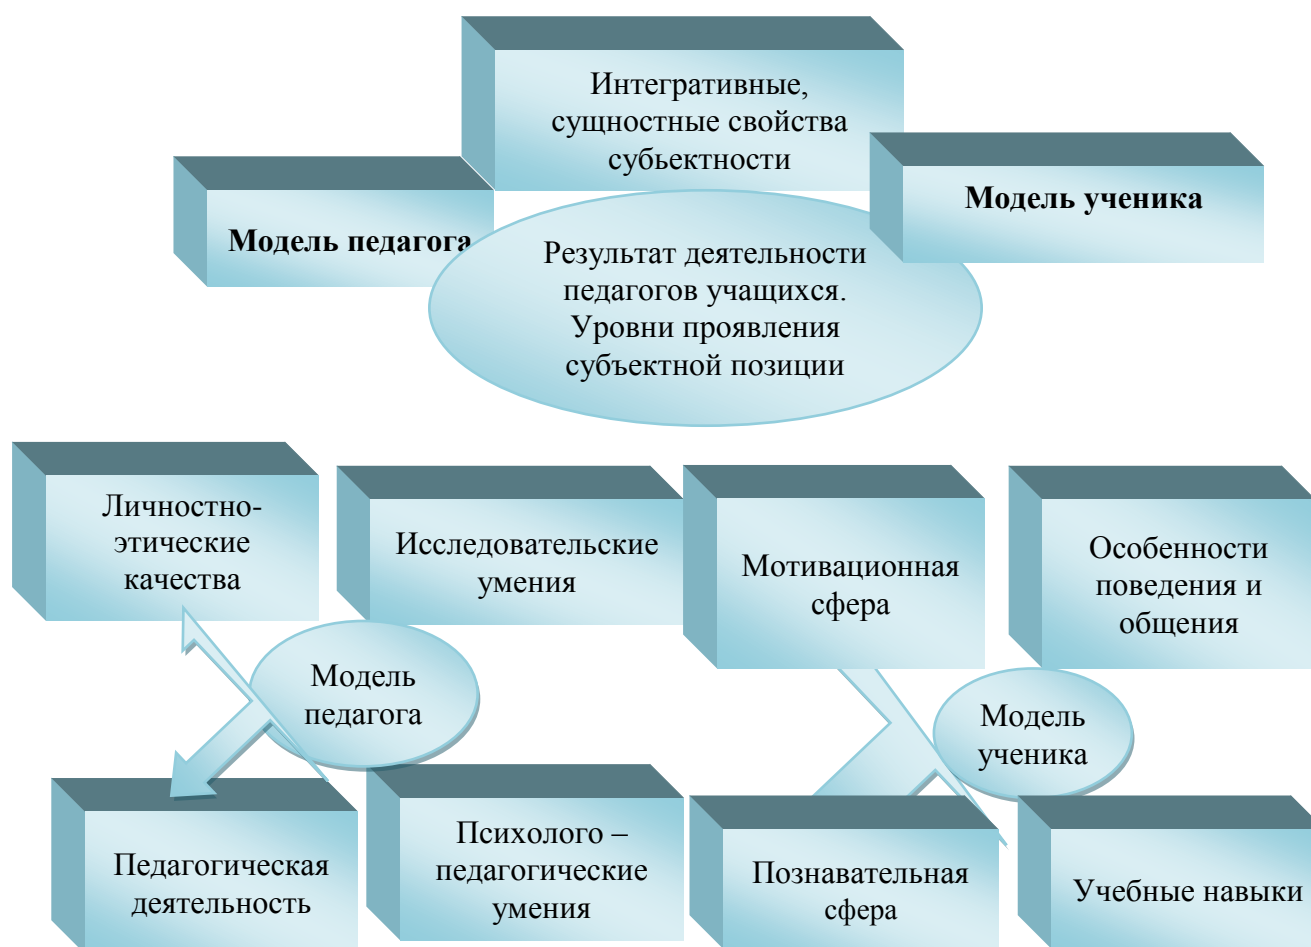 Интегративные,
сущностные свойства
субьектности
Модель педагога
Модель ученика
Результат деятельности
педагогов учащихся.
Уровни проявления
субъектной позиции
Личностно-
этические
качества
Исследовательские
умения
Мотивационная
сфера
Особенности
поведения и
общения
Модель
педагога
Модель
ученика
Педагогическая
деятельность
Психолого –
педагогические
умения
Познавательная
сфера
Учебные навыки